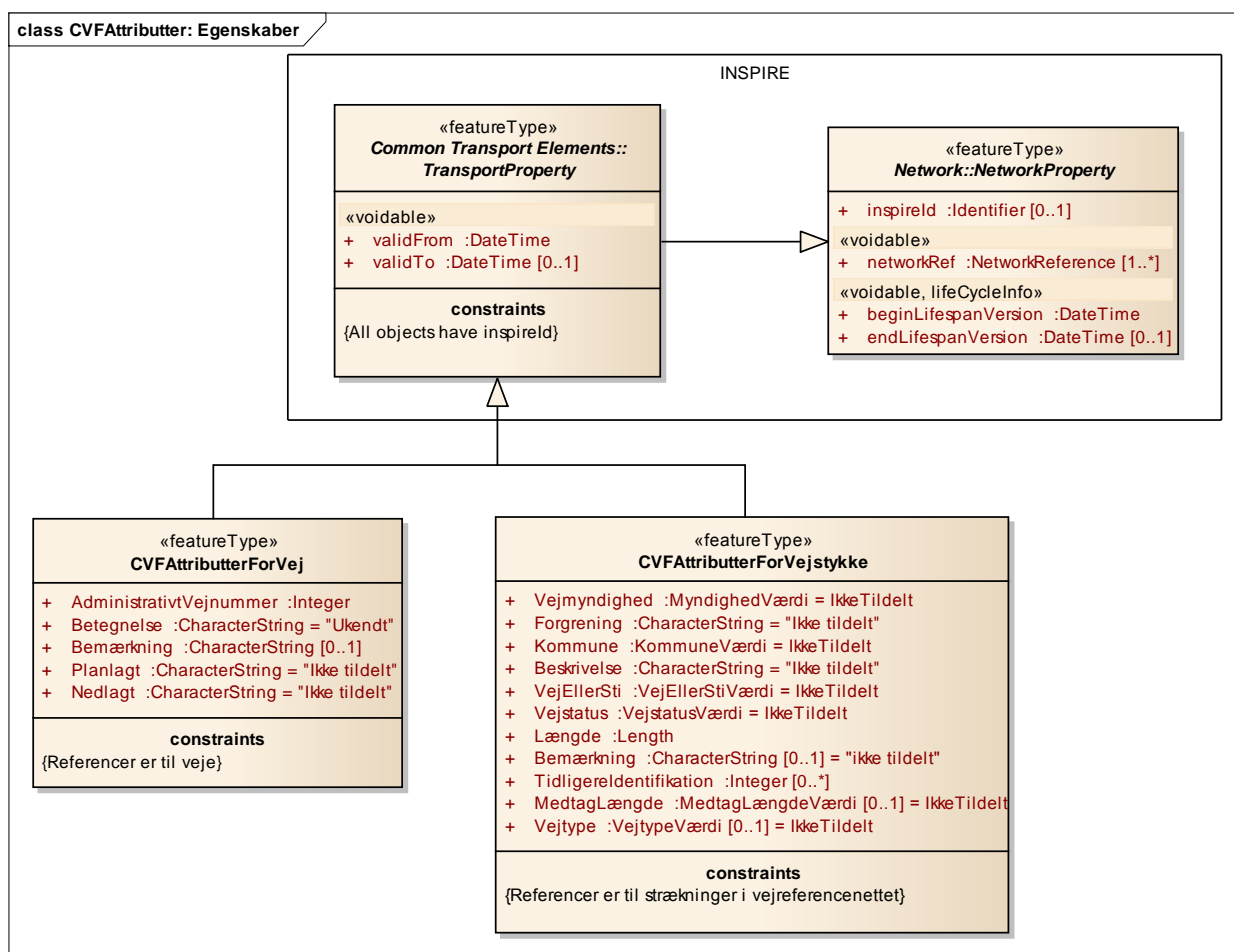 class CVFAttributter: Egenskaber
INSPIRE
«featureType»
Common Transport Elements::
TransportProperty
«voidable»
+ validFrom :DateTime
+ validTo :DateTime [0..1]
constraints
{All objects have inspireId}
«featureType»
Network::NetworkProperty
+ inspireId :Identifier [0..1]
«voidable»
+ networkRef :NetworkReference [1..*]
«voidable, lifeCycleInfo»
+ beginLifespanVersion :DateTime
+ endLifespanVersion :DateTime [0..1]
«featureType»
CVFAttributterForVej
+ AdministrativtVejnummer :Integer
+ Betegnelse :CharacterString = "Ukendt"
+ Bemærkning :CharacterString [0..1]
+ Planlagt :CharacterString = "Ikke tildelt"
+ Nedlagt :CharacterString = "Ikke tildelt"
constraints
{Referencer er til veje}
«featureType»
CVFAttributterForVejstykke
+ Vejmyndighed :MyndighedVærdi = IkkeTildelt
+ Forgrening :CharacterString = "Ikke tildelt"
+ Kommune :KommuneVærdi = IkkeTildelt
+ Beskrivelse :CharacterString = "Ikke tildelt"
+ VejEllerSti :VejEllerStiVærdi = IkkeTildelt
+ Vejstatus :VejstatusVærdi = IkkeTildelt
+ Længde :Length
+ Bemærkning :CharacterString [0..1] = "ikke tildelt"
+ TidligereIdentifikation :Integer [0..*]
+ MedtagLængde :MedtagLængdeVærdi [0..1] = IkkeTildelt
+ Vejtype :VejtypeVærdi [0..1] = IkkeTildelt
constraints
{Referencer er til strækninger i vejreferencenettet}